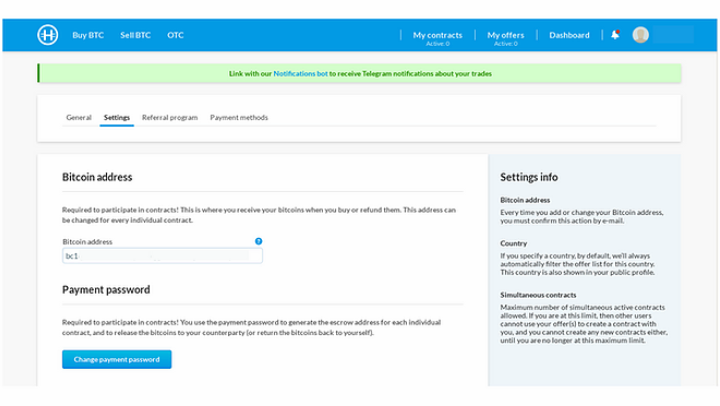 Buy BTC Sell BTC OTC My contracts My offers Dashboard
Active: 0 Active: 0
Link with our Notifications bot to receive Telegram notifications about your trades
General Settings Referral program Payment methods
Bitcoin address
Required to participate in contracts! This is where you receive your bitcoins when you buy or refund them. This address can
be changed for every individual contract.
Bitcoin address ?
bc1
Payment password
Required to participate in contracts! You use the payment password to generate the escrow address for each individual
contract, and to release the bitcoins to your counterparty (or return the bitcoins back to yourself).
Change payment password
Settings info
Bitcoin address
Every time you add or change your Bitcoin address,
you must confirm this action by e-mail.
Country
If you specify a country, by default, we'll always
automatically filter the offer list for this country.
This country is also shown in your public profile.
Simultaneous contracts
Maximum number of simultaneous active contracts
allowed. If you are at this limit, then other users
cannot use your offer(s) to create a contract with
you, and you cannot create any new contracts either,
until you are no longer at this maximum limit.